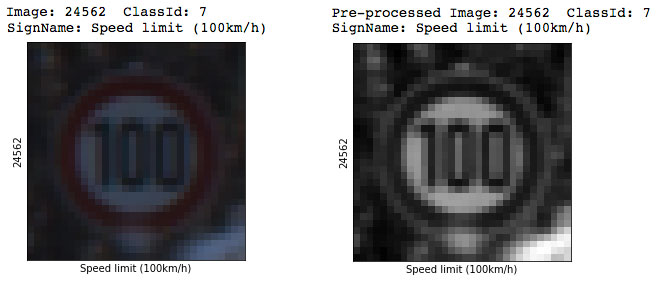 Image: 24562  ClassId: 7
SignName: Speed limit (100km/h)
24562
100
Speed limit (100km/h)
Pre-processed Image: 24562  ClassId: 7
SignName: Speed limit (100km/h)
24562
100
Speed limit (100km/h)